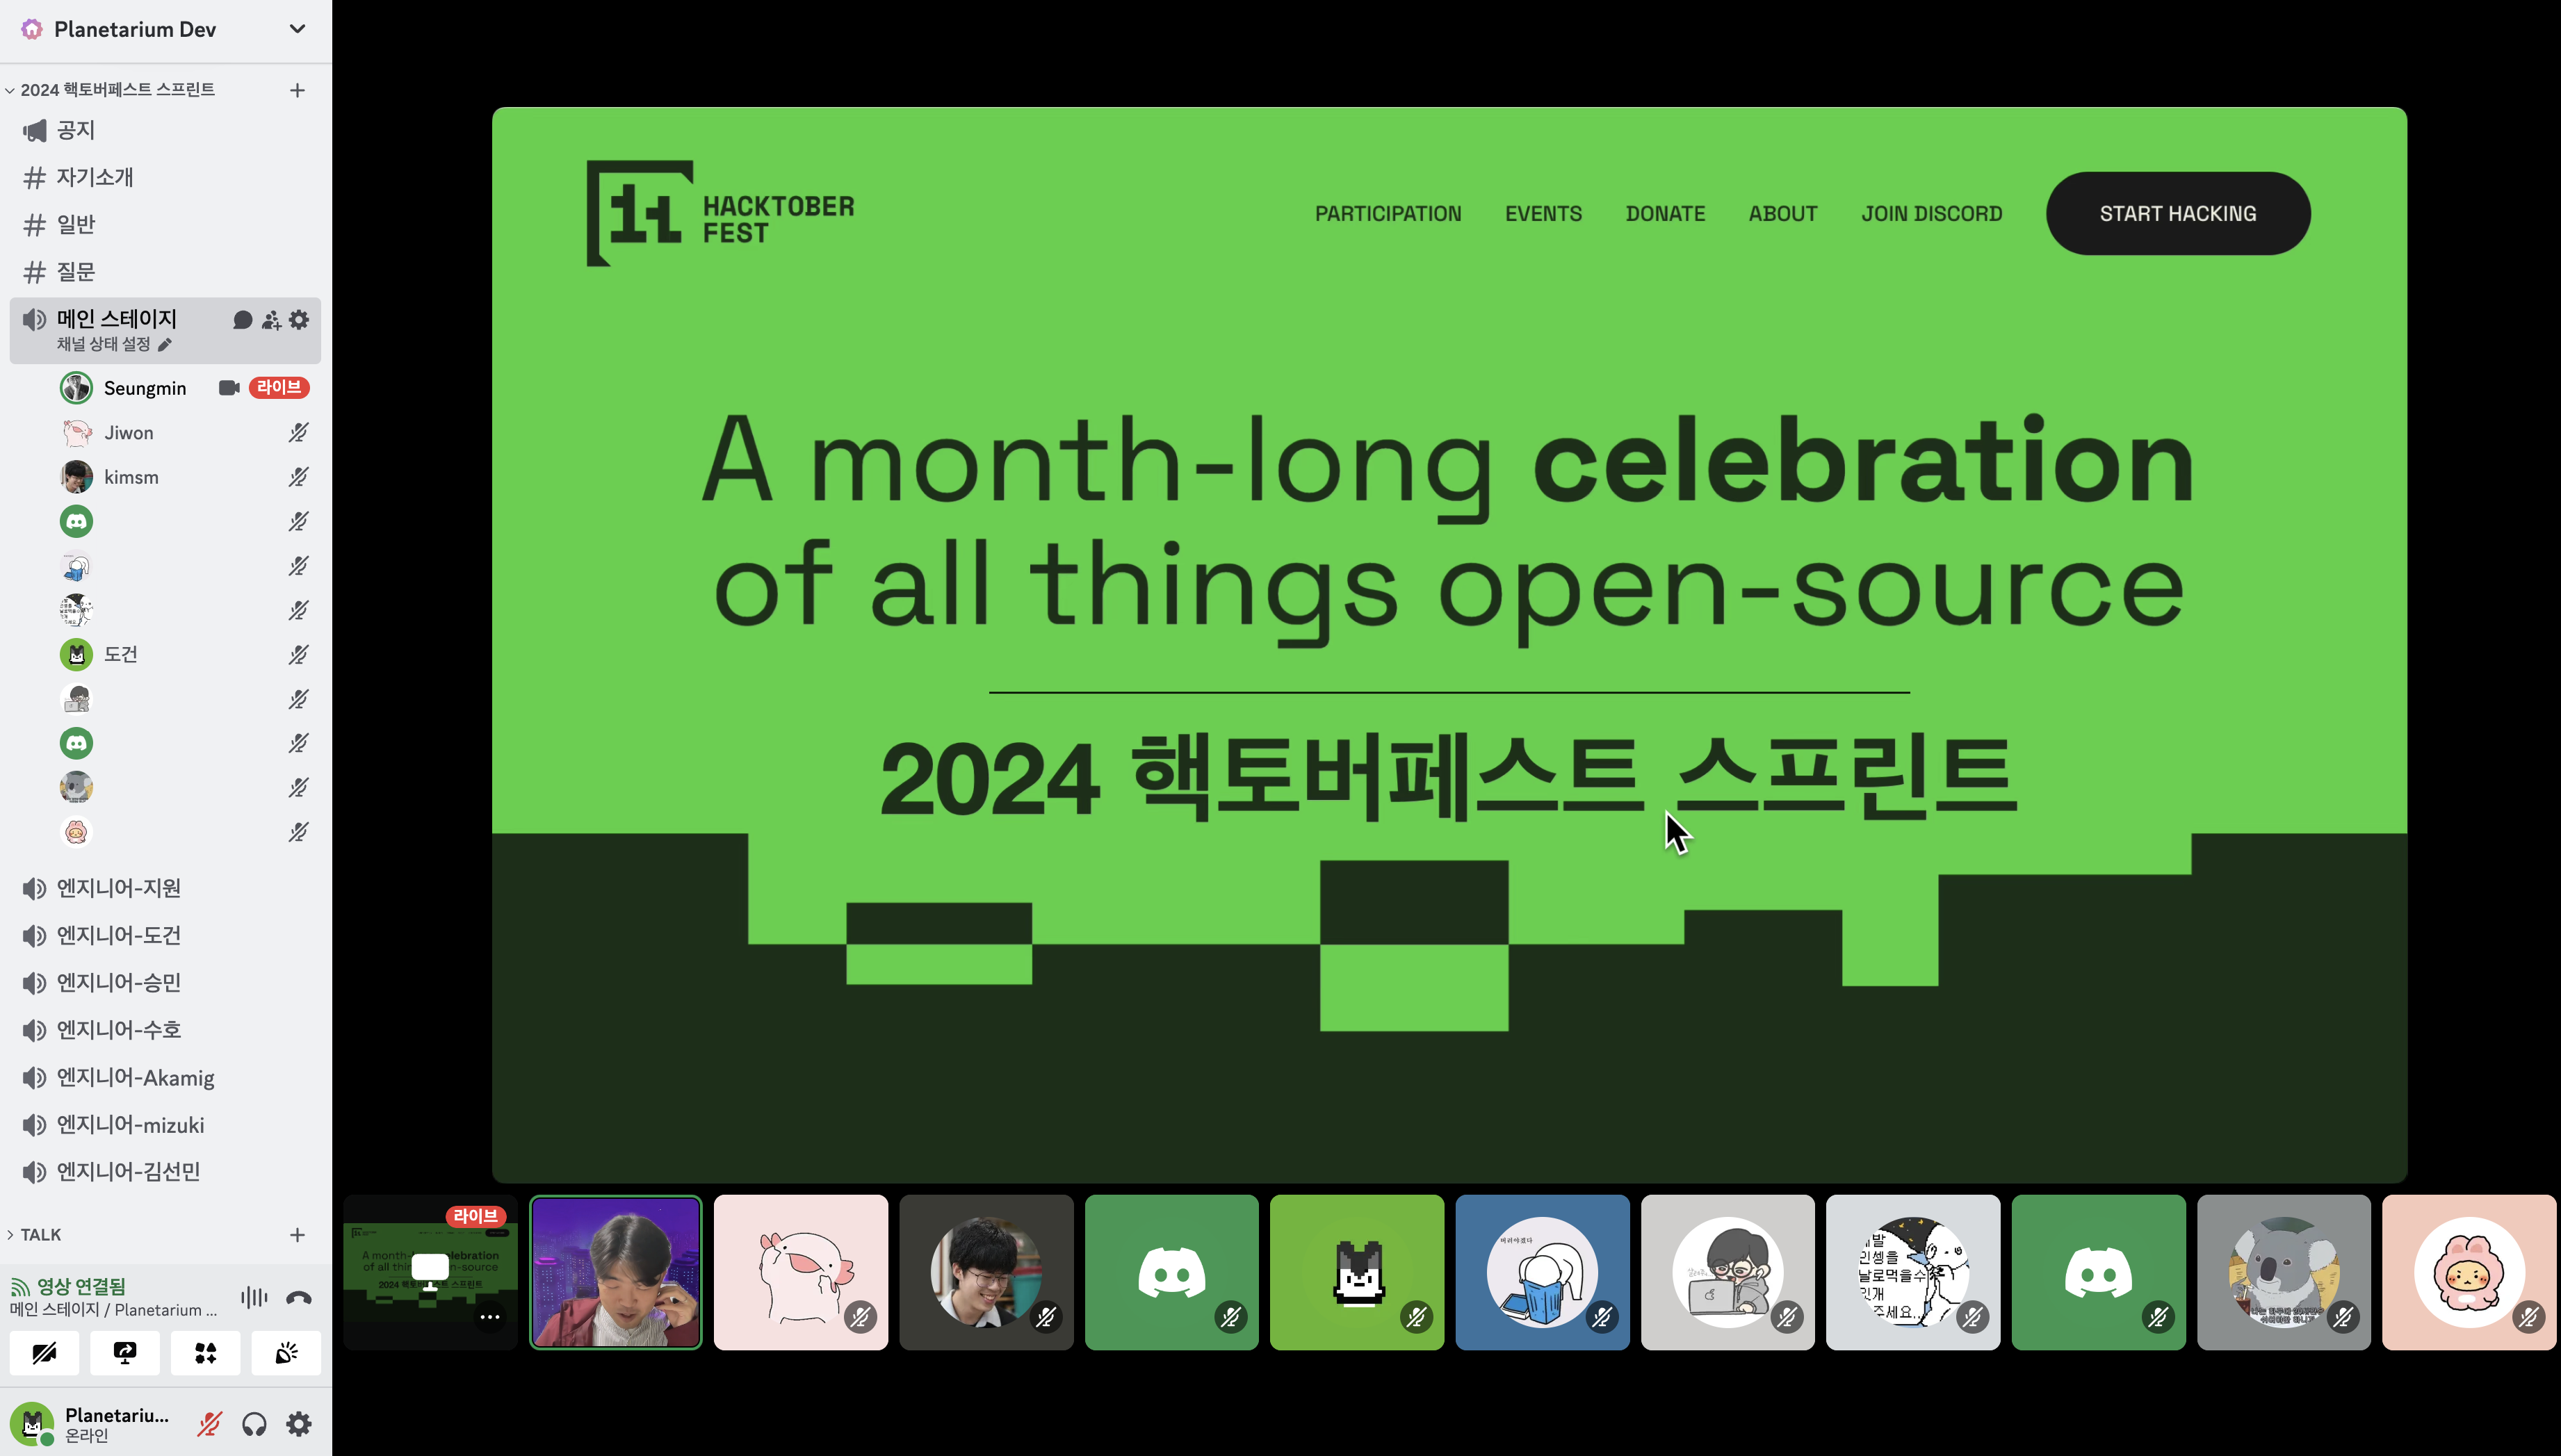 Planetarium Dev
2024 핵토버페스트 스프린트
공지
자기소개
일반
질문
메인 스테이지
채널 상태 설정
Seungmin 라이브
Jiwon
kimsm
도건
엔지니어-지원
엔지니어-도건
엔지니어-승민
엔지니어-수호
엔지니어-Akamig
엔지니어-mizuki
엔지니어-김선민
TALK
영상 연결됨
메인 스테이지 / Planetarium ...
Planetariu...
온라인
HACKTOBER
FEST
PARTICIPATION EVENTS DONATE ABOUT JOIN DISCORD START HACKING
A month-long celebration
of all things open-source
2024 핵토버페스트 스프린트
라이브